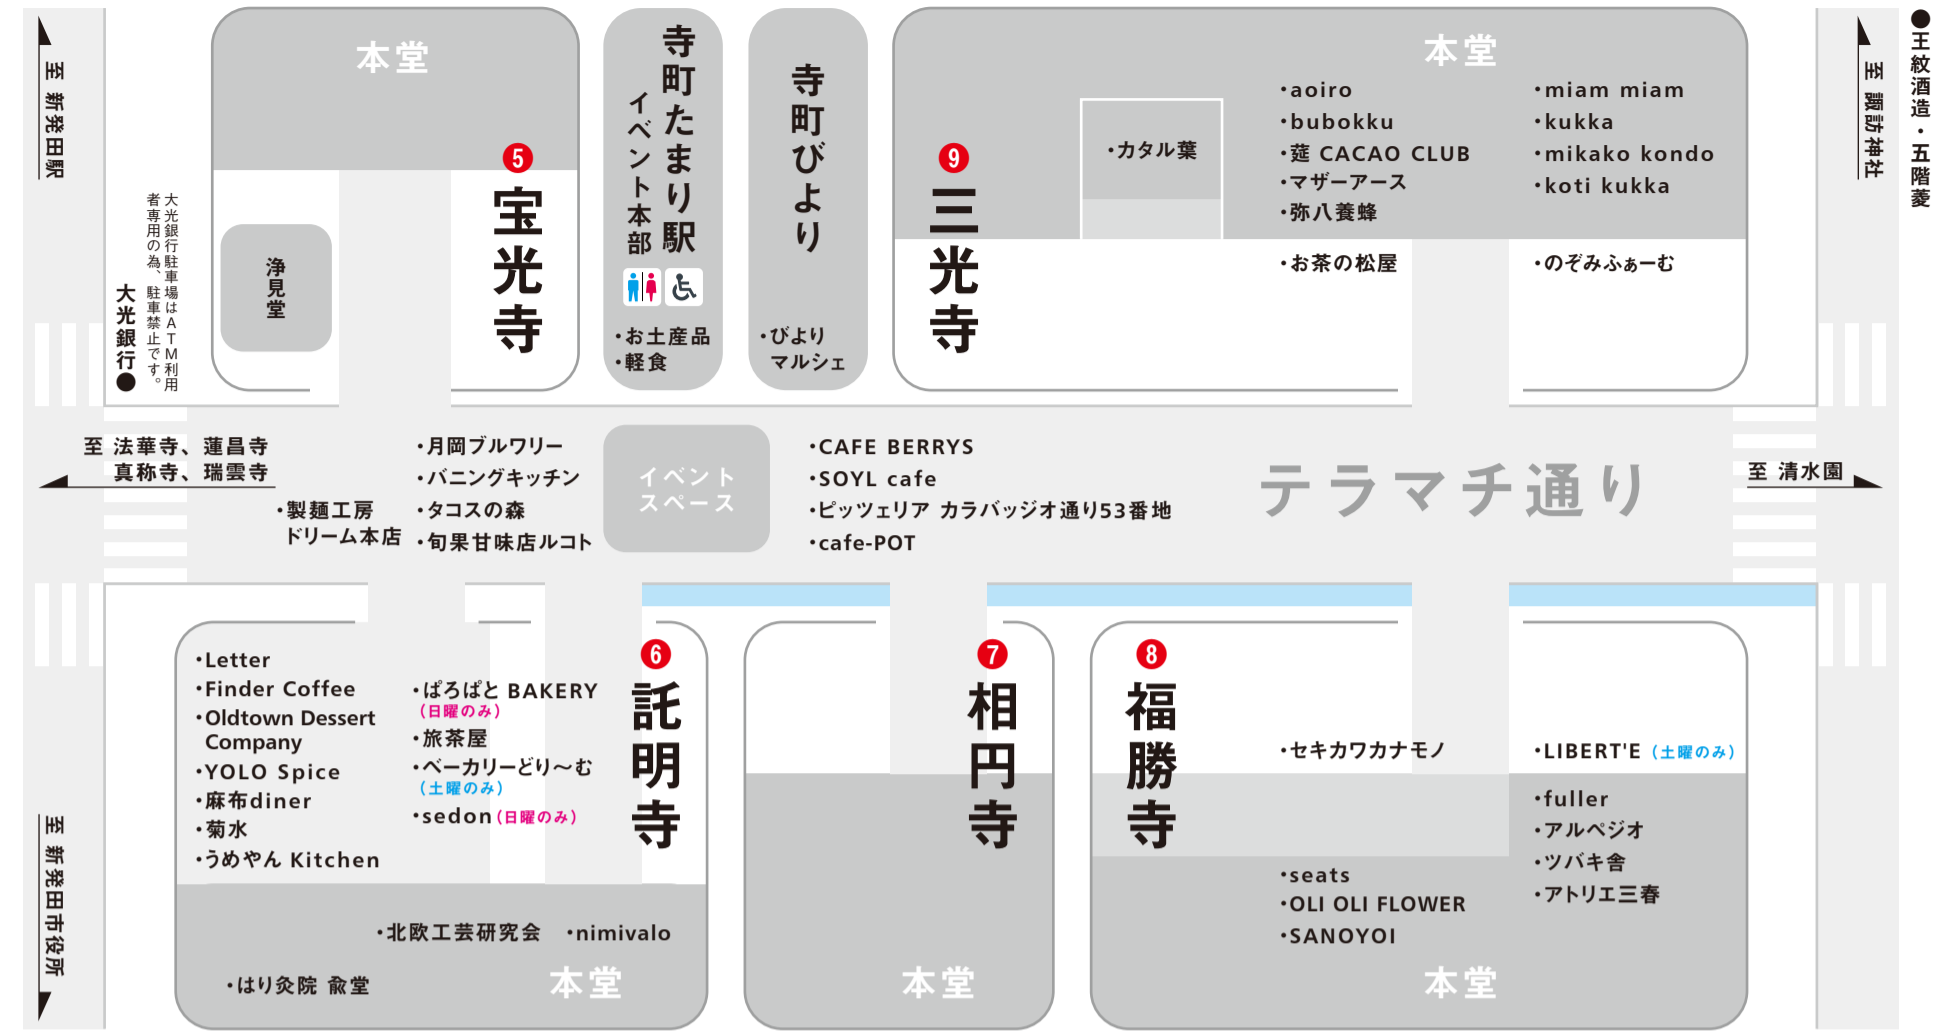 至 新発田駅
大光銀行駐車場はATM利用
者専用の為、駐車禁止です。
大光銀行●
本堂
浄見堂
5
宝光寺
寺町たまり駅
イベント本部
・お土産品
・軽食
寺町びより
・びより
マルシェ
9
三光寺
本堂
・カタル葉
・aoiro
・bubokku
・莚 CACAO CLUB
・マザーアース
・弥八養蜂
・お茶の松屋
・miam miam
・kukka
・mikako kondo
・koti kukka
・のぞみふぁーむ
至 諏訪神社
●王紋酒造・五階菱
至 法華寺、蓮昌寺
真称寺、瑞雲寺
・製麺工房
ドリーム本店
・月岡ブルワリー
・バニングキッチン
・タコスの森
・旬果甘味店ルコト
イベント
スペース
・CAFE BERRYS
・SOYL cafe
・ピッツェリア カラバッジオ通り53番地
・cafe-POT
テラマチ通り
至 清水園
至 新発田市役所
・Letter
・Finder Coffee
・Oldtown Dessert
Company
・YOLO Spice
・麻布diner
・菊水
・うめやん Kitchen
・ぱろぱと BAKERY
(日曜のみ)
・旅茶屋
・ベーカリーどり〜む
(土曜のみ)
・sedon(日曜のみ)
6
託明寺
・北欧工芸研究会
・nimivalo
・はり灸院 兪堂
本堂
7
相円寺
本堂
8
福勝寺
・セキカワカナモノ
・LIBERT'E (土曜のみ)
・fuller
・アルペジオ
・ツバキ舎
・アトリエ三春
・seats
・OLI OLI FLOWER
・SANOYOI
本堂